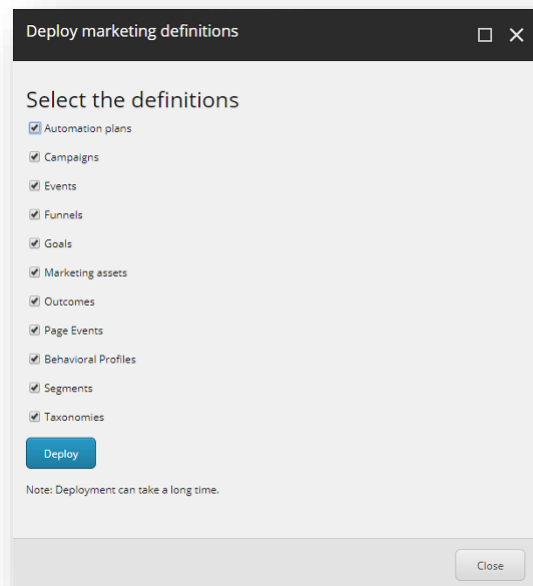 Deploy marketing definitions
Select the definitions
Automation plans
Campaigns
Events
Funnels
Goals
Marketing assets
Outcomes
Page Events
Behavioral Profiles
Segments
Taxonomies
Deploy
Note: Deployment can take a long time.
Close